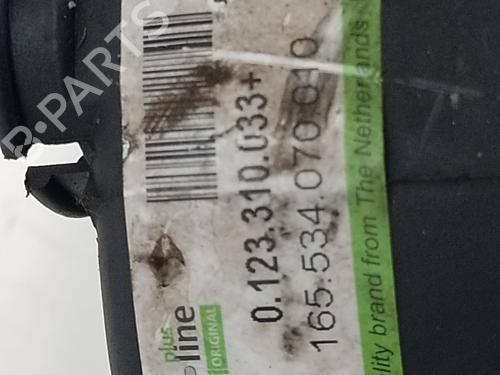 B-PARTS
0.123.310.033+
165.534.070.010
plus
line
ORIGINAL
lity brand from The Netherlands